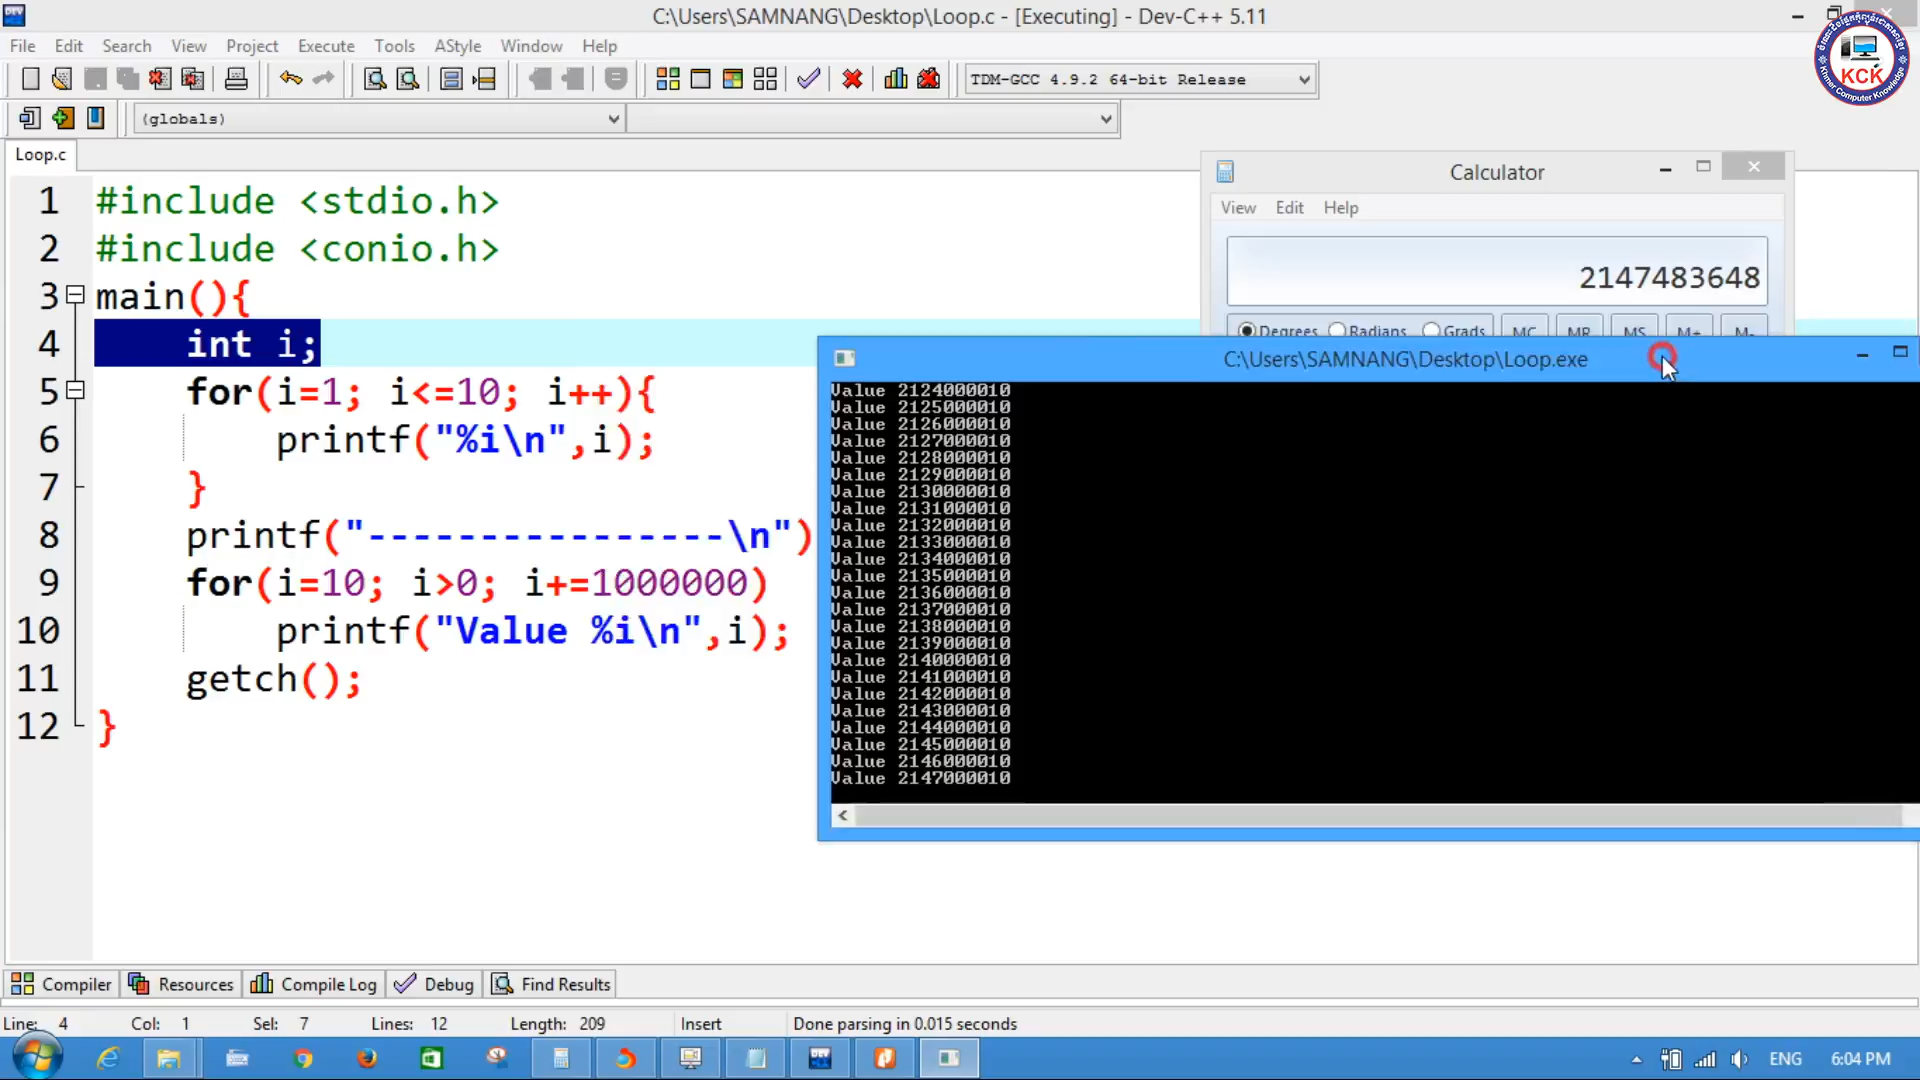 C:\Users\SAMNANG\Desktop\Loop.c - [Executing] - Dev-C++ 5.11
File Edit Search View Project Execute Tools AStyle Window Help
TDM-GCC 4.9.2 64-bit Release
(globals)
KCK
Khmer Computer Knowledge
Loop.c
1 #include <stdio.h>
2 #include <conio.h>
3 main(){
4 int i;
5 for(i=1; i<=10; i++){
6 printf("%i\n",i);
7 }
8 printf("----------------\n")
9 for(i=10; i>0; i+=1000000)
10 printf("Value %i\n",i);
11 getch();
12 }
Calculator
View Edit Help
2147483648
Degrees Radians Grads MC MR MS M+ M-
C:\Users\SAMNANG\Desktop\Loop.exe
Value 2124000010
Value 2125000010
Value 2126000010
Value 2127000010
Value 2128000010
Value 2129000010
Value 2130000010
Value 2131000010
Value 2132000010
Value 2133000010
Value 2134000010
Value 2135000010
Value 2136000010
Value 2137000010
Value 2138000010
Value 2139000010
Value 2140000010
Value 2141000010
Value 2142000010
Value 2143000010
Value 2144000010
Value 2145000010
Value 2146000010
Value 2147000010
Compiler Resources Compile Log Debug Find Results
Line: 4 Col: 1 Sel: 7 Lines: 12 Length: 209 Insert Done parsing in 0.015 seconds
DEV
ENG 6:04 PM